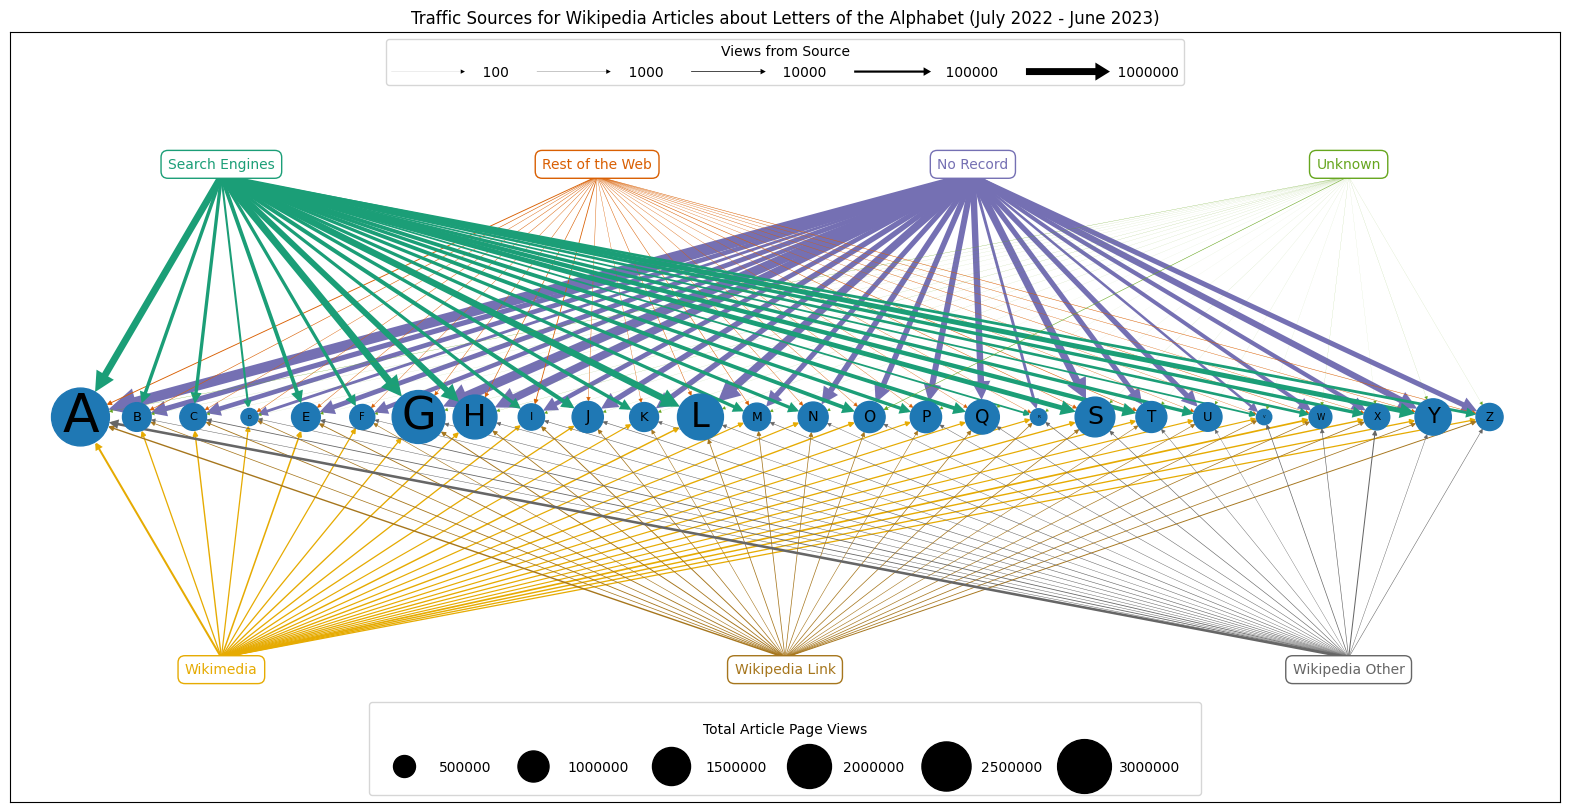 Traffic Sources for Wikipedia Articles about Letters of the Alphabet (July 2022 - June 2023)
Views from Source
100 1000 10000 100000 1000000
Search Engines Rest of the Web No Record Unknown
A B C D E F G H I J K L M N O P Q R S T U V W X Y Z
Wikimedia Wikipedia Link Wikipedia Other
Total Article Page Views
500000 1000000 1500000 2000000 2500000 3000000